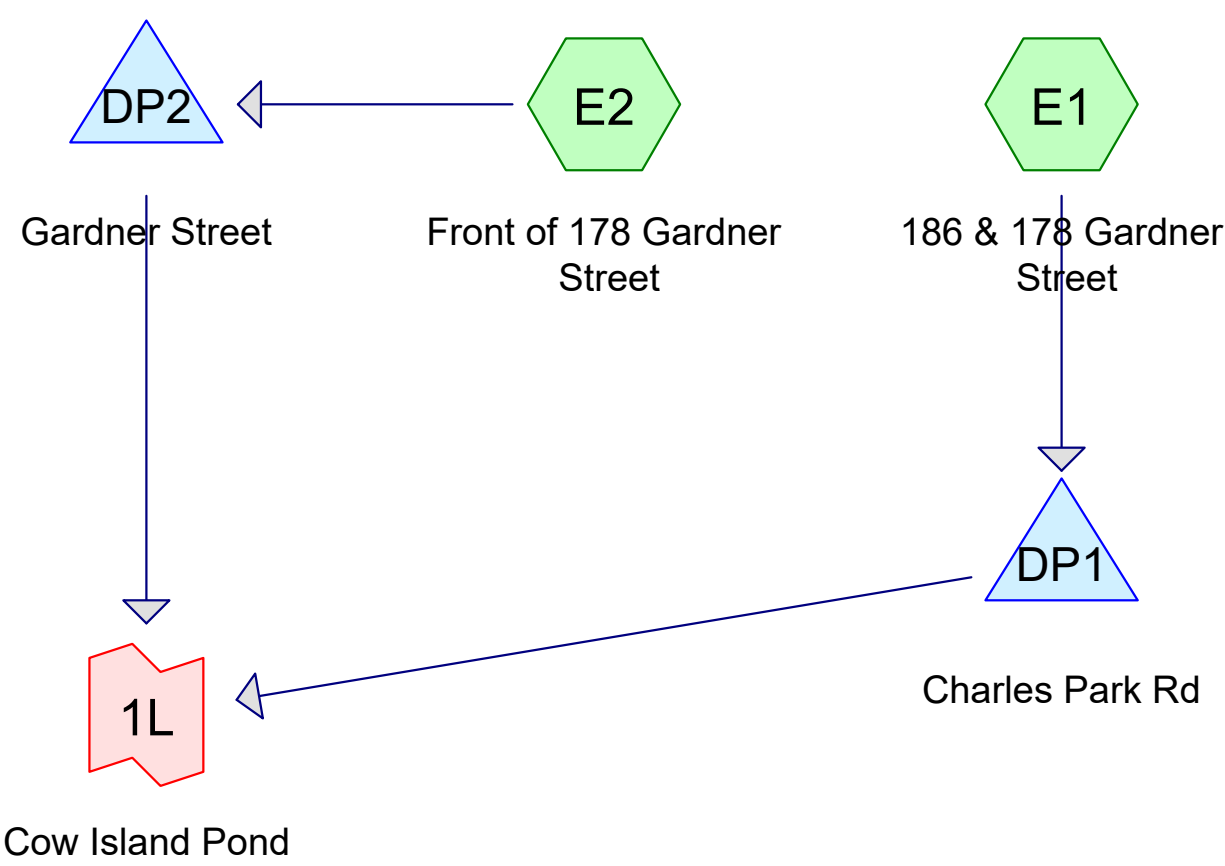 DP2
E2
E1
Gardner Street
Front of 178 Gardner
Street
186 & 178 Gardner
Street
DP1
Charles Park Rd
1L
Cow Island Pond